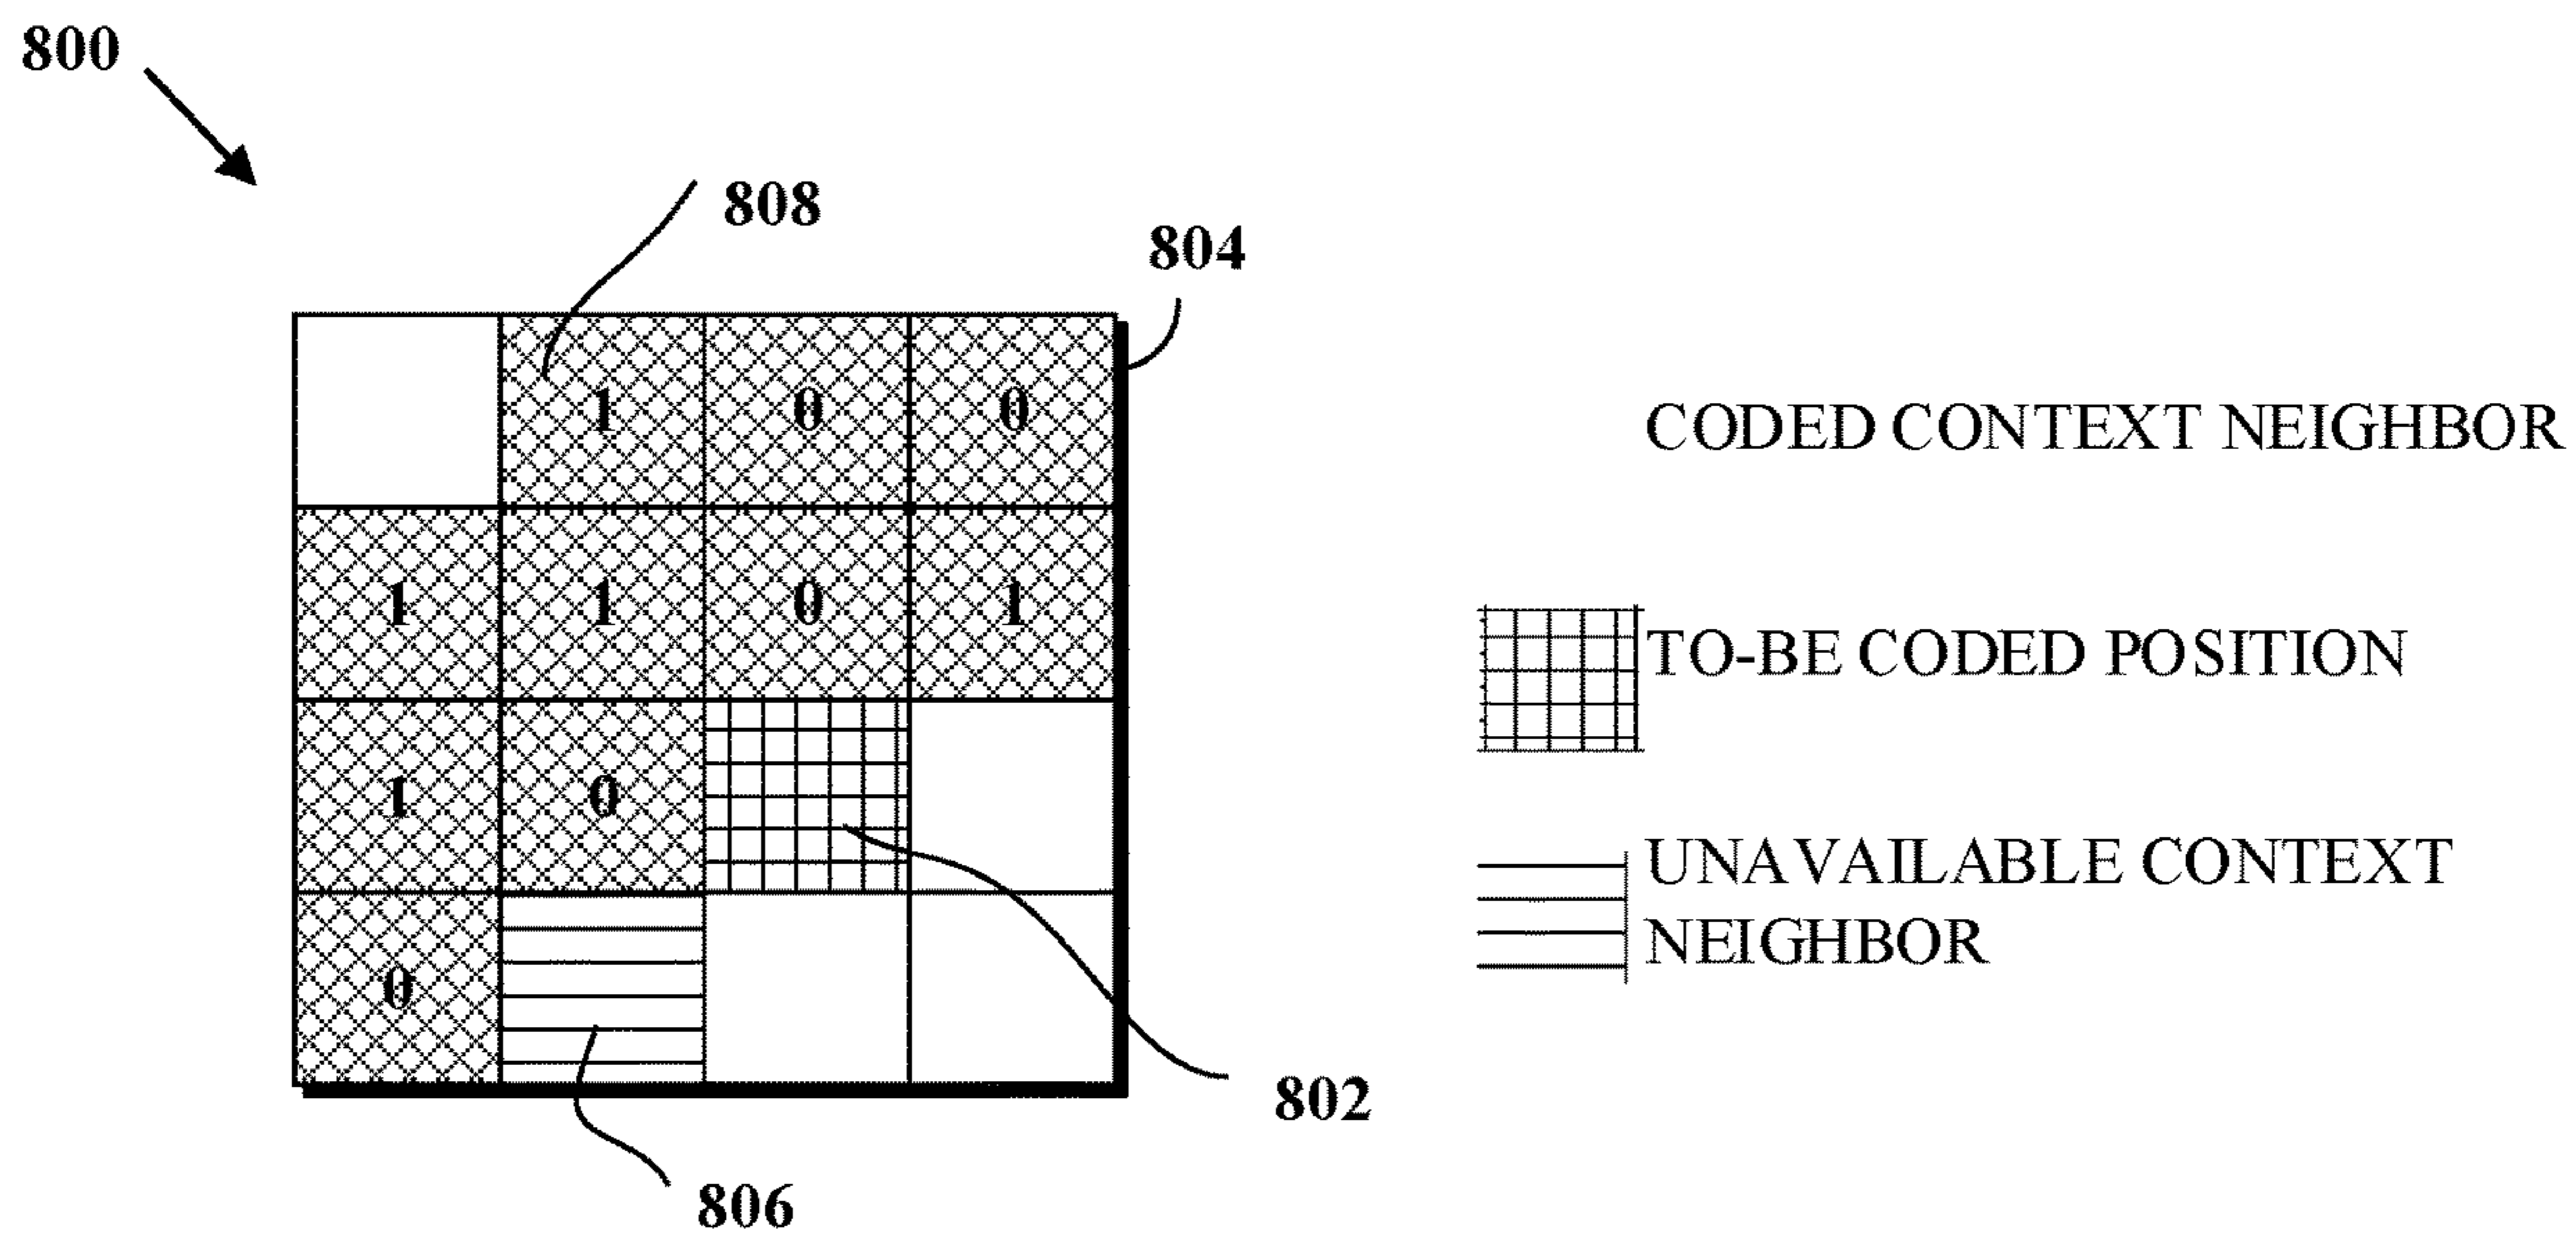 800
808
804
1 0 0
CODED CONTEXT NEIGHBOR
1 1 0 1
TO-BE CODED POSITION
1 0
UNAVAILABLE CONTEXT
NEIGHBOR
0
802
806